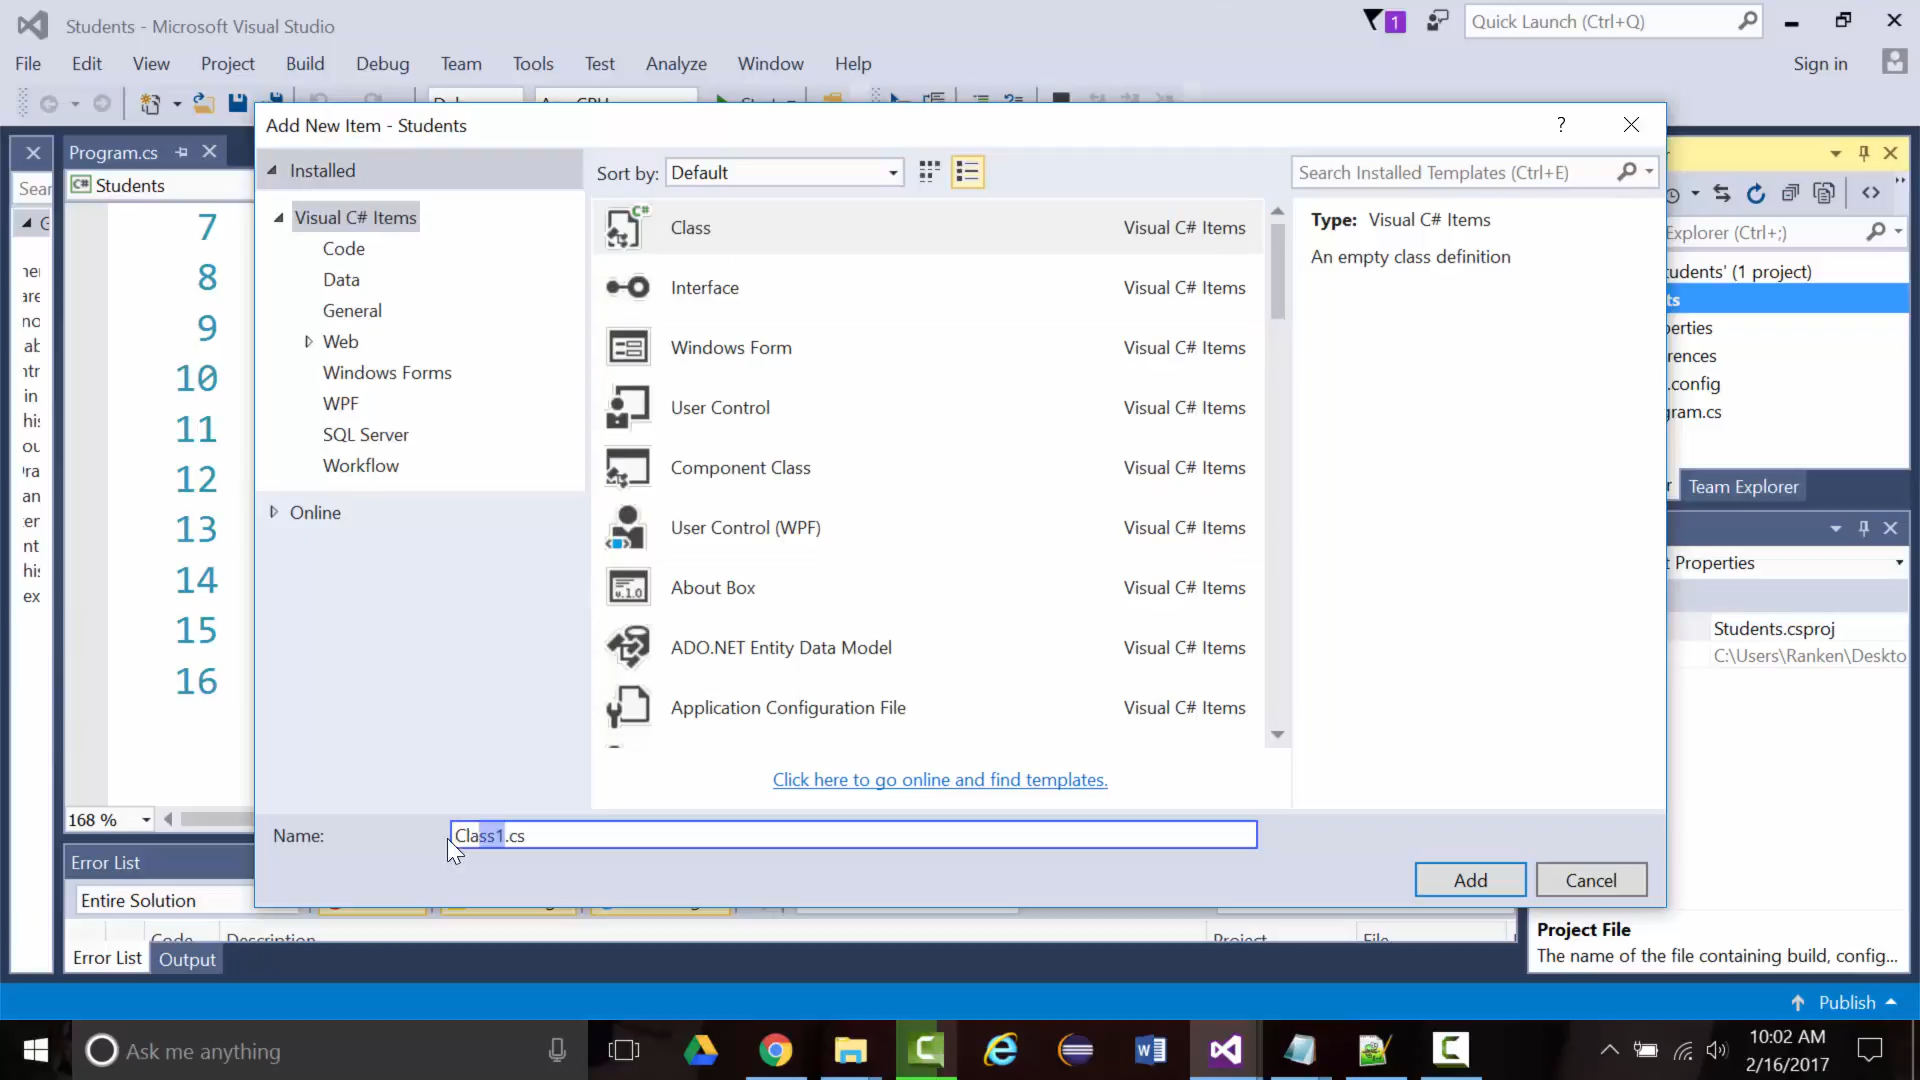 Students - Microsoft Visual Studio
1
Quick Launch (Ctrl+Q)
File Edit View Project Build Debug Team Tools Test Analyze Window Help
Sign in
Add New Item - Students
?
Program.cs
Installed
Sort by: Default
Search Installed Templates (Ctrl+E)
C# Students
Visual C# Items
Code
Data
General
Web
Windows Forms
WPF
SQL Server
Workflow
Online
Class Visual C# Items
Interface Visual C# Items
Windows Form Visual C# Items
User Control Visual C# Items
Component Class Visual C# Items
User Control (WPF) Visual C# Items
About Box Visual C# Items
ADO.NET Entity Data Model Visual C# Items
Application Configuration File Visual C# Items
Click here to go online and find templates.
Type: Visual C# Items
An empty class definition
Name: Class1.cs
Add
Cancel
7
8
9
10
11
12
13
14
15
16
168 %
Explorer (Ctrl+;)
udents' (1 project)
ts
perties
rences
.config
gram.cs
Team Explorer
t Properties
Students.csproj
C:\Users\Ranken\Deskto
Project File
The name of the file containing build, config...
Error List
Entire Solution
Code Description Project File
Error List Output
Publish
Ask me anything
10:02 AM
2/16/2017